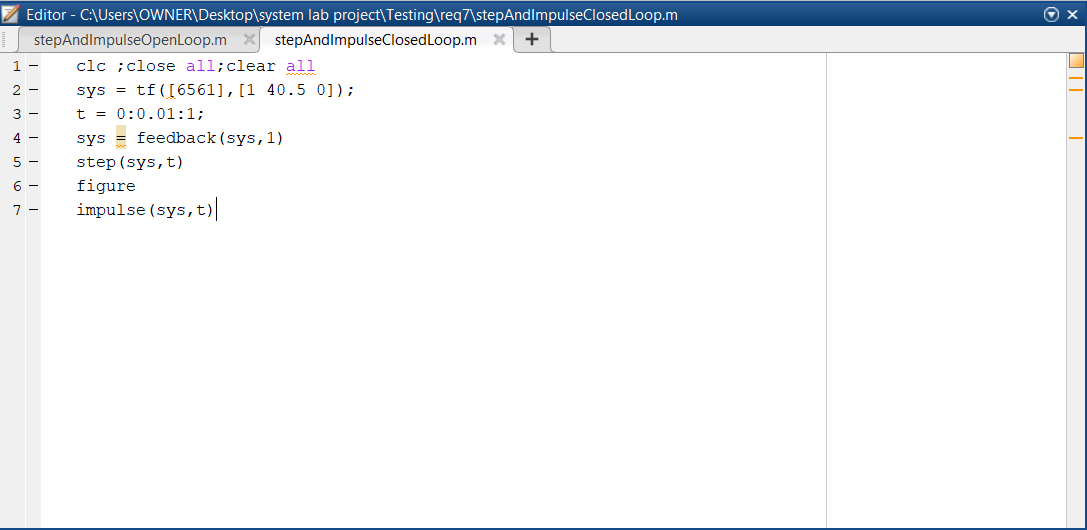 Editor - C:\Users\OWNER\Desktop\system lab project\Testing\req7\stepAndImpulseClosedLoop.m
stepAndImpulseOpenLoop.m stepAndImpulseClosedLoop.m
1 clc ;close all;clear all
2 sys = tf([6561],[1 40.5 0]);
3 t = 0:0.01:1;
4 sys = feedback(sys,1)
5 step(sys,t)
6 figure
7 impulse(sys,t)